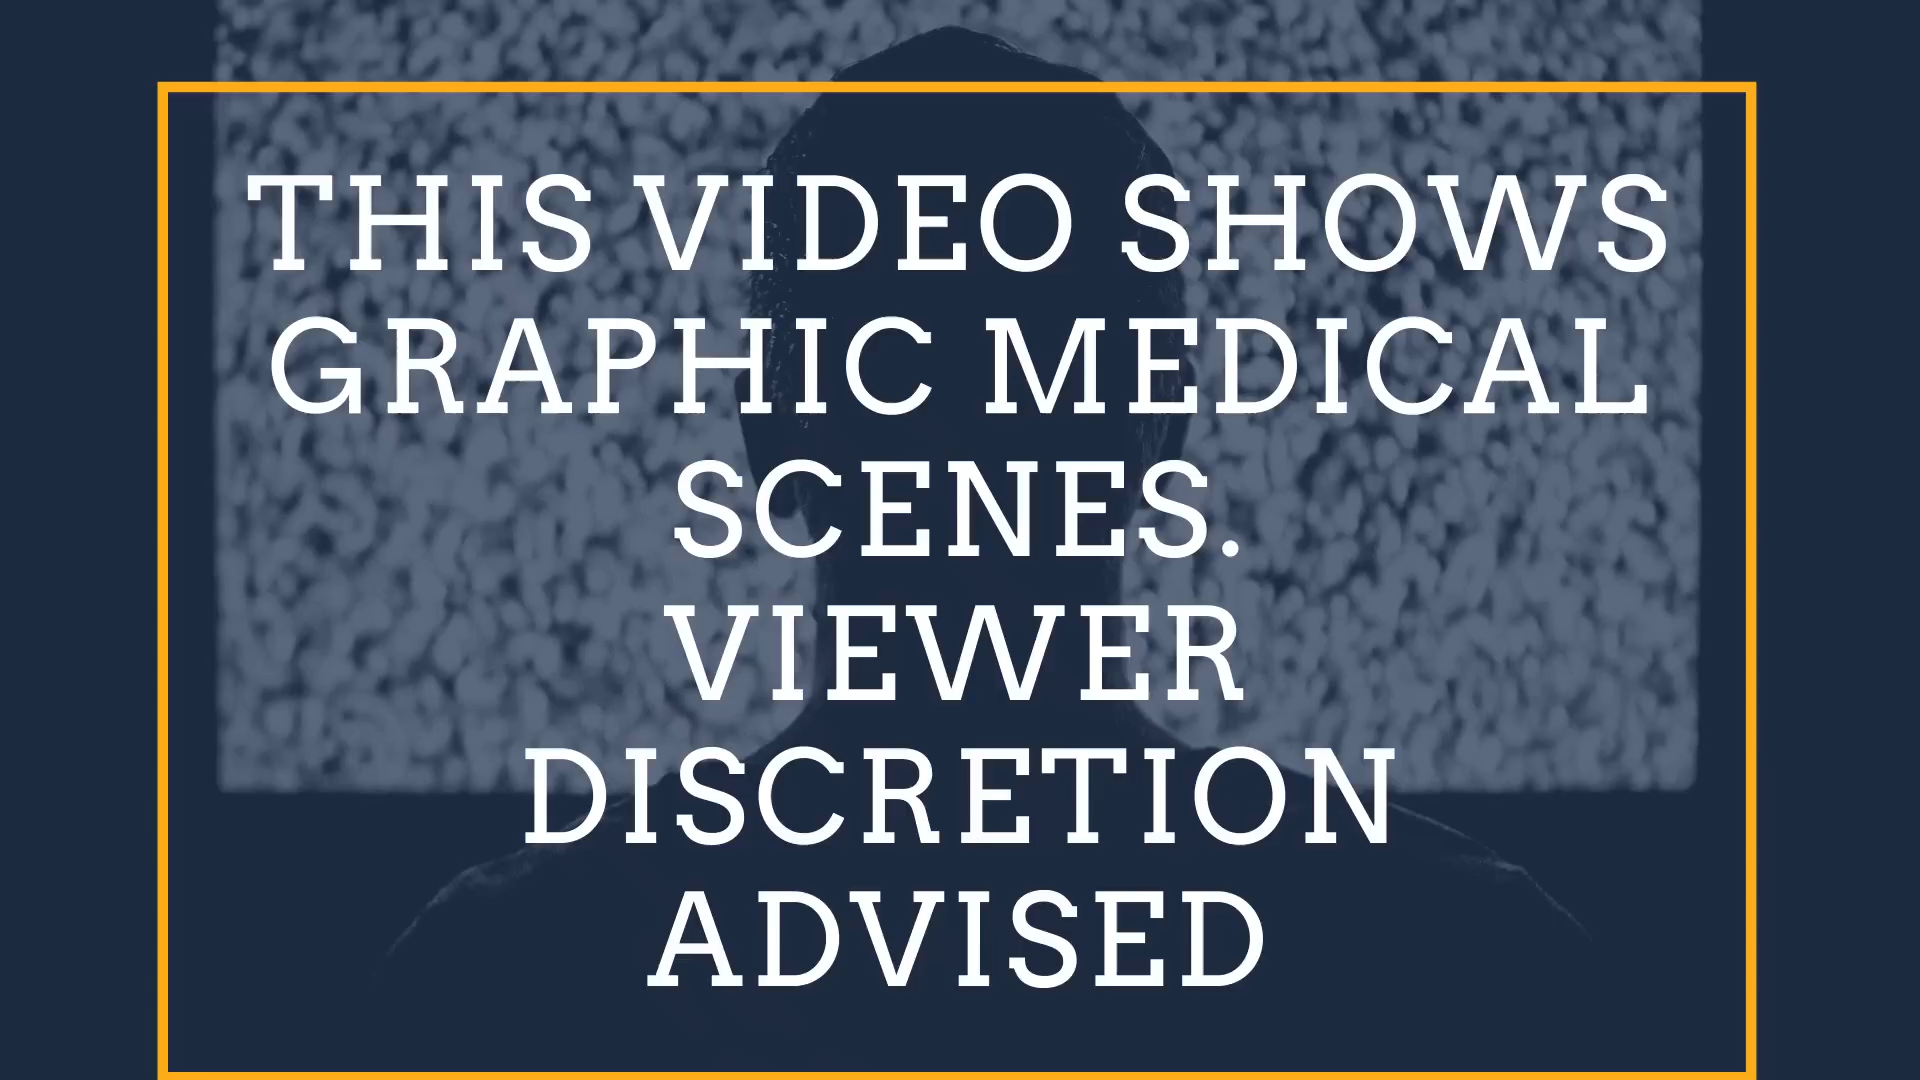 THIS VIDEO SHOWS
GRAPHIC MEDICAL
SCENES.
VIEWER
DISCRETION
ADVISED